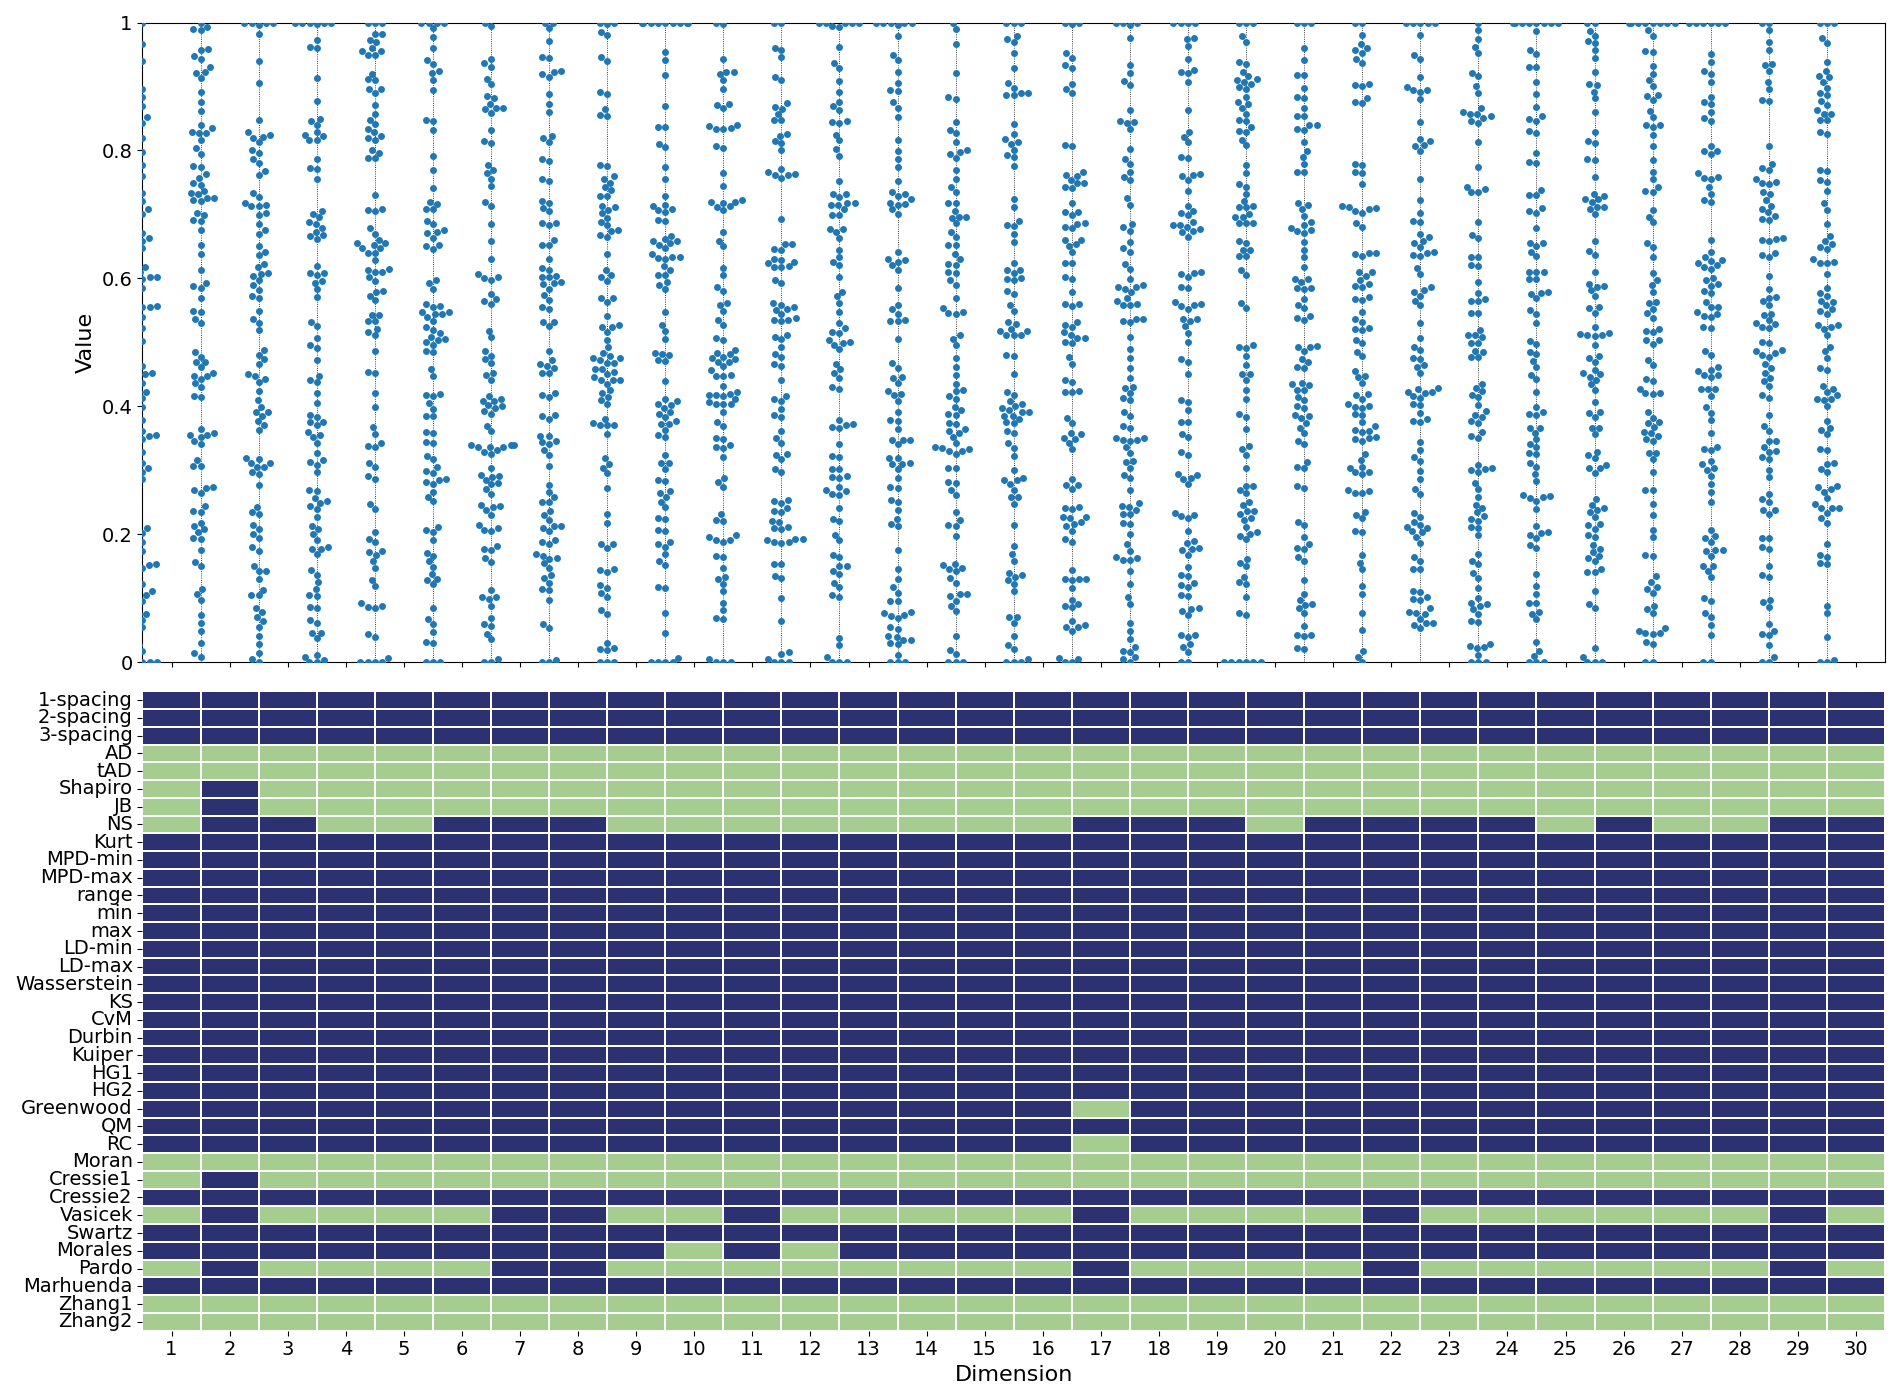 1
0.8
0.6
Value
0.4
0.2
0
1-spacing
2-spacing
3-spacing
AD
tAD
Shapiro
JB
NS
Kurt
MPD-min
MPD-max
range
min
max
LD-min
LD-max
Wasserstein
KS
CvM
Durbin
Kuiper
HG1
HG2
Greenwood
QM
RC
Moran
Cressie1
Cressie2
Vasicek
Swartz
Morales
Pardo
Marhuenda
Zhang1
Zhang2
1 2 3 4 5 6 7 8 9 10 11 12 13 14 15 16 17 18 19 20 21 22 23 24 25 26 27 28 29 30
Dimension